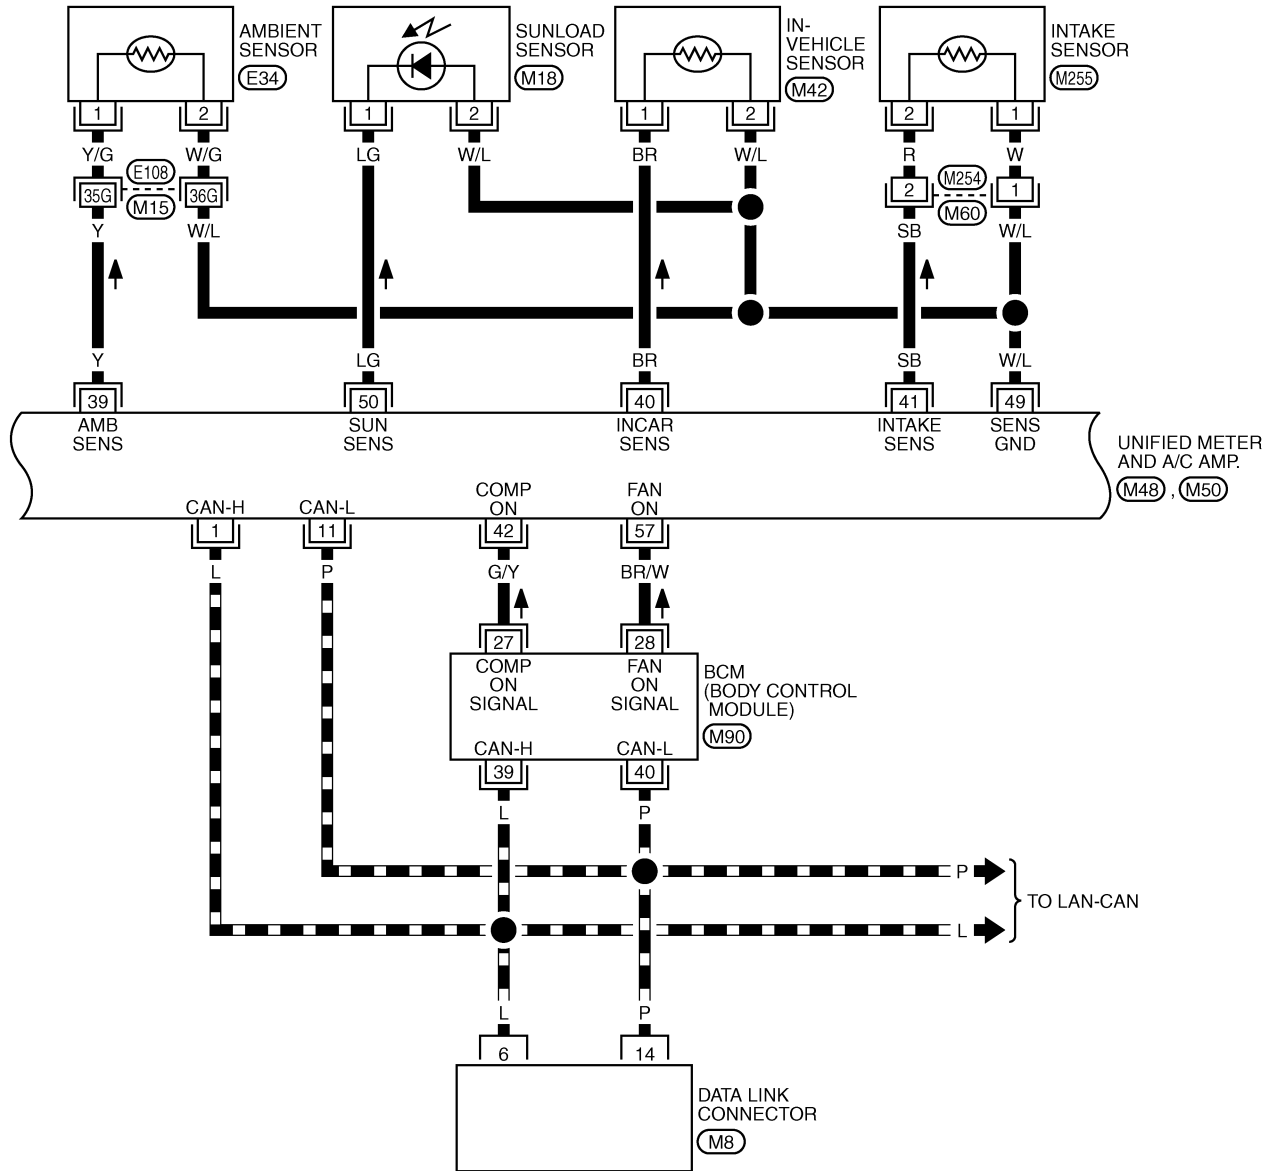 AMBIENT
SENSOR
E34
SUNLOAD
SENSOR
M18
IN-
VEHICLE
SENSOR
M42
INTAKE
SENSOR
M255
1 2 1 2 1 2 2 1
Y/G W/G LG W/L BR W/L R W
E108
M15
35G 36G
M254
M60
2 1
Y W/L SB W/L
Y LG BR SB W/L
39 50 40 41 49
AMB
SENS
SUN
SENS
INCAR
SENS
INTAKE
SENS
SENS
GND
UNIFIED METER
AND A/C AMP.
M48 , M50
CAN-H
CAN-L
COMP
ON
FAN
ON
1 11 42 57
L P G/Y BR/W
27 28
COMP
ON
SIGNAL
FAN
ON
SIGNAL
BCM
(BODY CONTROL
MODULE)
M90
CAN-H CAN-L
39 40
L P
P
TO LAN-CAN
L
L P
6 14
DATA LINK
CONNECTOR
M8